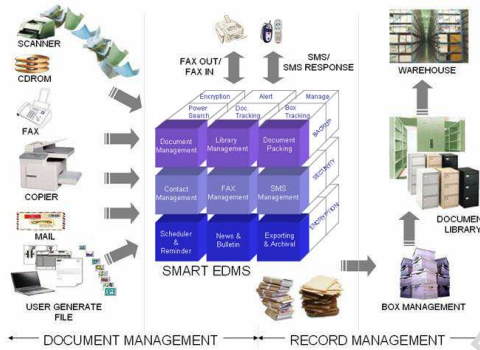 SCANNER
CDROM
FAX
COPIER
MAIL
USER GENERATE
FILE
FAX OUT/
FAX IN
SMS/
SMS RESPONSE
Encryption
Alert
Manage
Power
Search
Doc.
Tracking
Box
Tracking
BACKUP
SECURITY
ENCRYPTION
Document
Management
Library
Management
Document
Packing
Contact
Management
FAX
Management
SMS
Management
Scheduler
&
Reminder
News &
Bulletin
Exporting
& Archival
SMART EDMS
WAREHOUSE
DOCUMENT
LIBRARY
BOX MANAGEMENT
DOCUMENT MANAGEMENT
RECORD MANAGEMENT